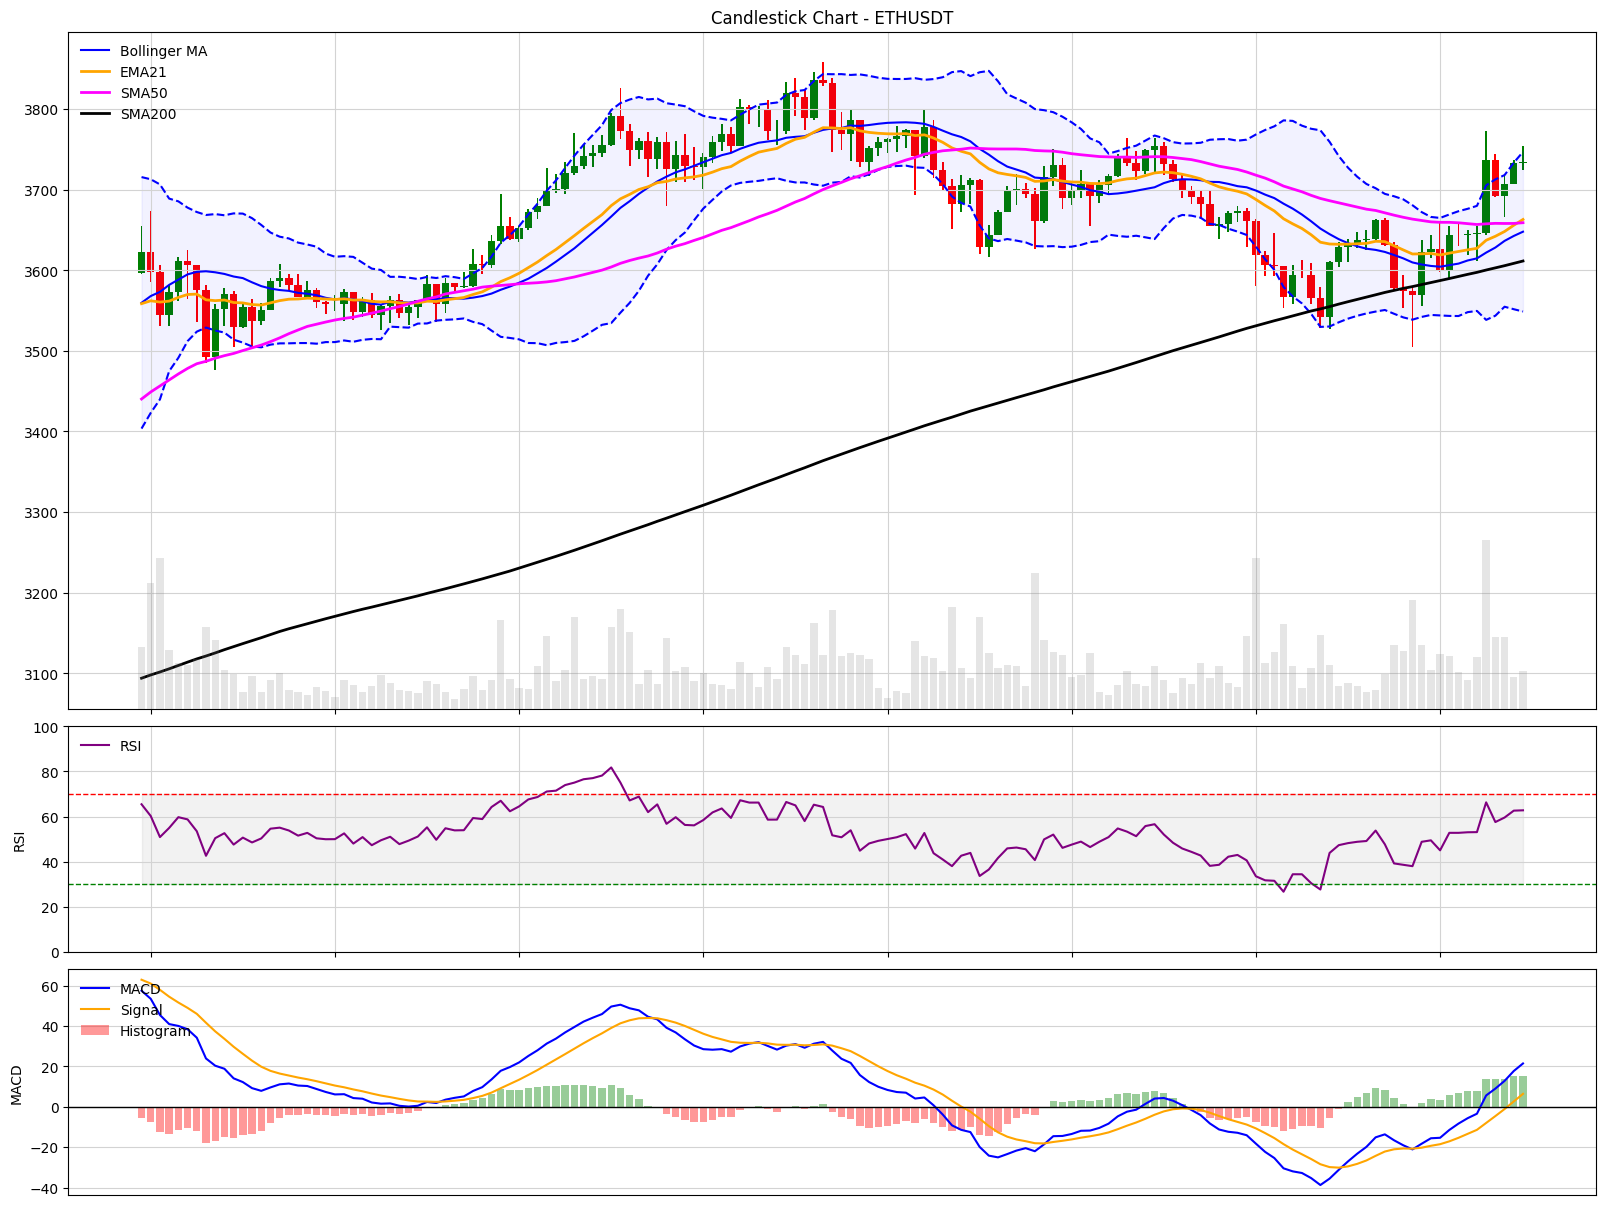 Candlestick Chart - ETHUSDT
Bollinger MA
EMA21
SMA50
SMA200
3800
3700
3600
3500
3400
3300
3200
3100
RSI
100
80
60
40
20
0
RSI
MACD
Signal
Histogram
60
40
20
0
−20
−40
MACD